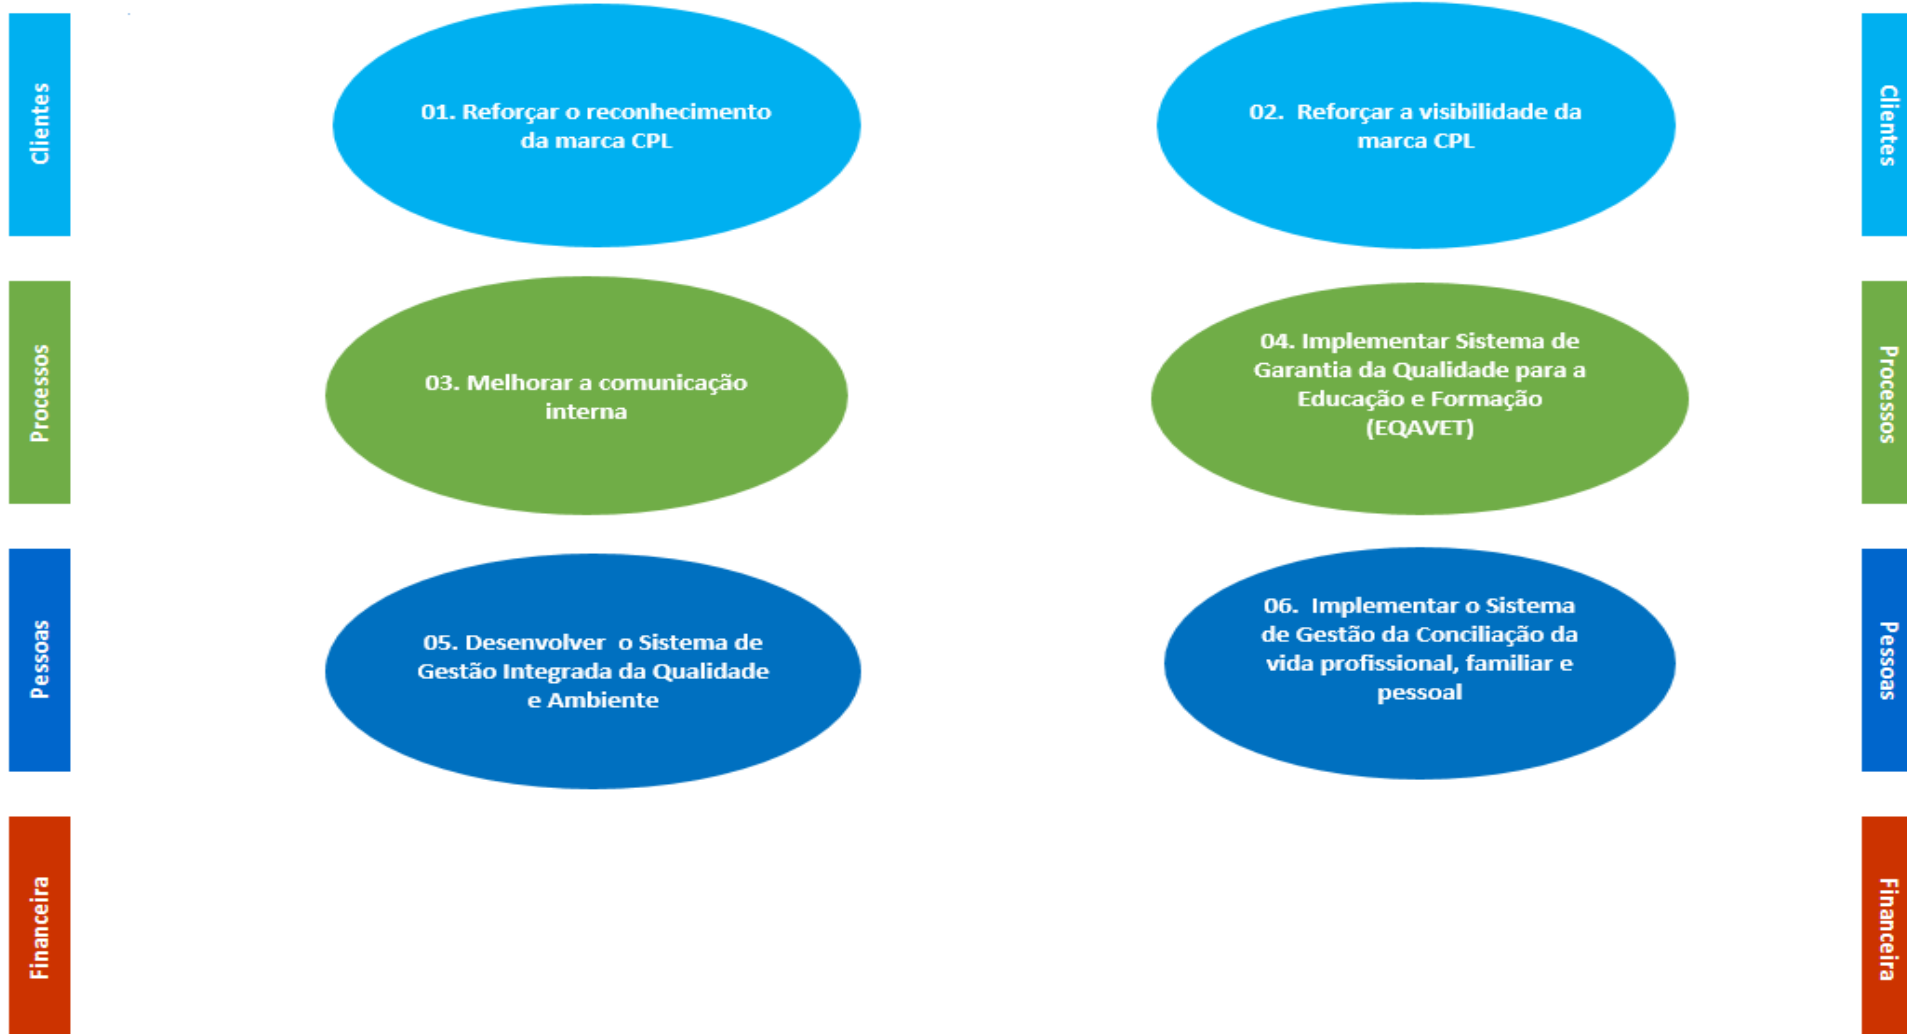 Clientes
01. Reforçar o reconhecimento
da marca CPL
02. Reforçar a visibilidade da
marca CPL
Clientes
Processos
03. Melhorar a comunicação
interna
04. Implementar Sistema de
Garantia da Qualidade para a
Educação e Formação
(EQAVET)
Processos
Pessoas
05. Desenvolver o Sistema de
Gestão Integrada da Qualidade
e Ambiente
06. Implementar o Sistema
de Gestão da Conciliação da
vida profissional, familiar e
pessoal
Pessoas
Financeira
Financeira